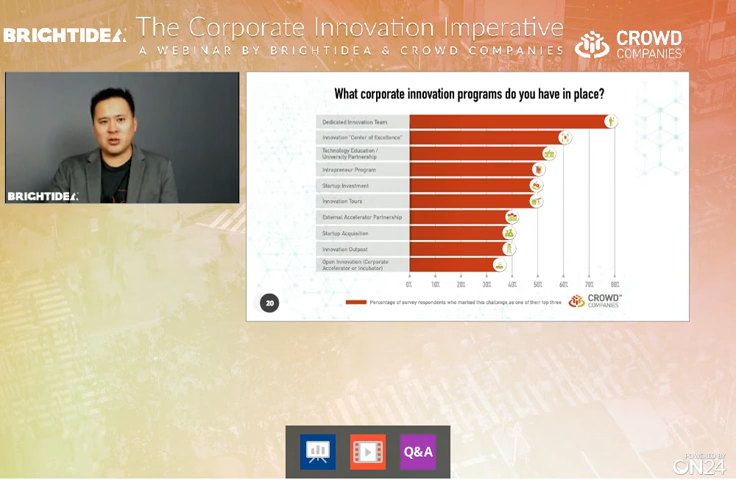 BRIGHTIDEA
The Corporate Innovation Imperative
A WEBINAR BY BRIGHTIDEA & CROWD COMPANIES
CROWD
COMPANIES
BRIGHTIDEA
What corporate innovation programs do you have in place?
Dedicated Innovation Team
Innovation "Center of Excellence"
Technology Education /
University Partnership
Intrepreneur Program
Startup Investment
Innovation Tours
External Accelerator Partnership
Startup Acquisition
Innovation Outpost
Open Innovation (Corporate
Accelerator or Incubator)
0% 10% 20% 30% 40% 50% 60% 70% 80%
20
Percentage of survey respondents who marked this challenge as one of their top three
CROWD™
COMPANIES
Q&A
POWERED BY
ON24